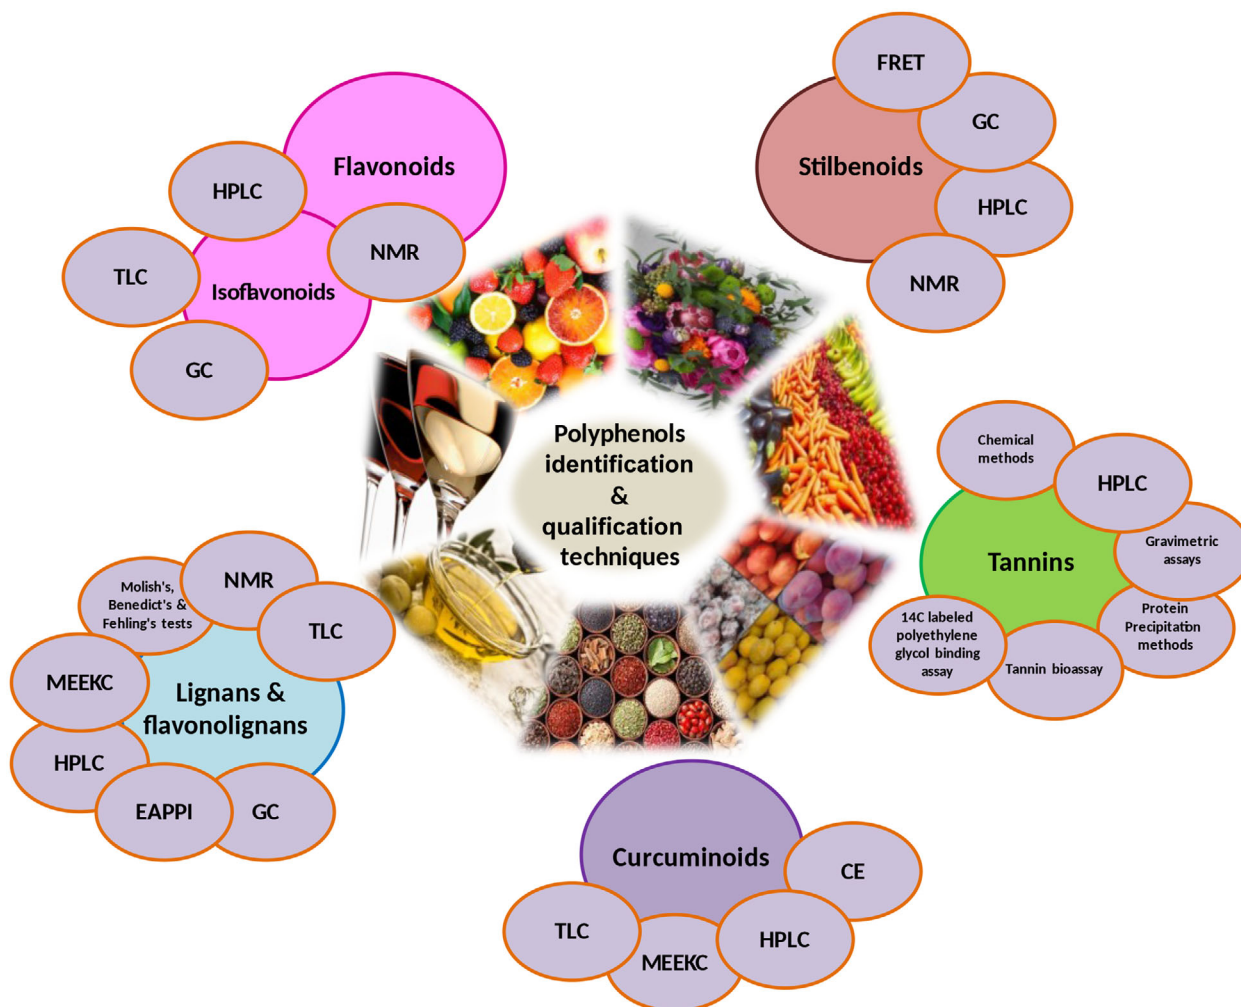 Flavonoids
HPLC
NMR
TLC
Isoflavonoids
GC
FRET
GC
Stilbenoids
HPLC
NMR
Polyphenols
identification
&
qualification
techniques
Chemical
methods
HPLC
Gravimetric
assays
Tannins
Protein
Precipitation
methods
14C labeled
polyethylene
glycol binding
assay
Tannin bioassay
Molish's,
Benedict's &
Fehling's tests
NMR
TLC
MEEKC
Lignans &
flavonolignans
HPLC
EAPPI
GC
Curcuminoids
CE
TLC
MEEKC
HPLC